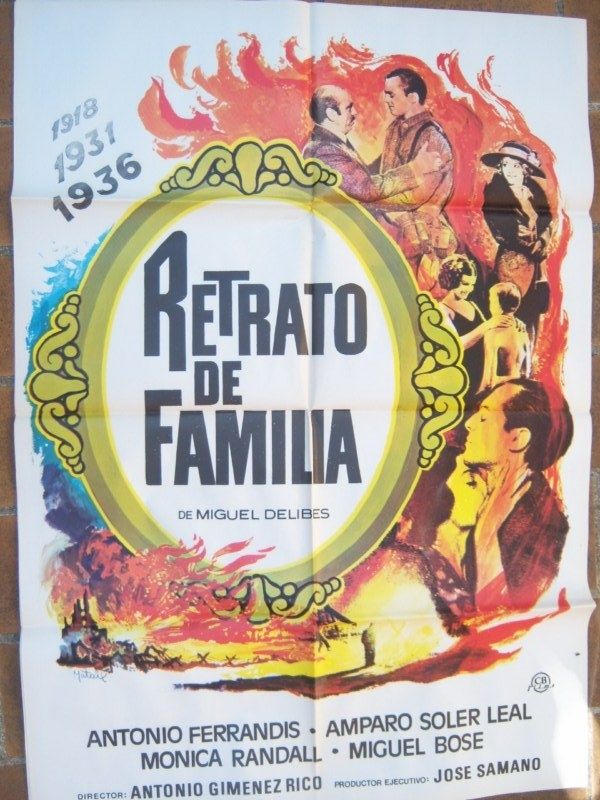 1918
1931
1936
RETRATO
DE
FAMILIA
DE MIGUEL DELIBES
CB
ANTONIO FERRANDIS · AMPARO SOLER LEAL
MONICA RANDALL · MIGUEL BOSE
DIRECTOR: ANTONIO GIMENEZ RICO PRODUCTOR EJECUTIVO: JOSE SAMANO